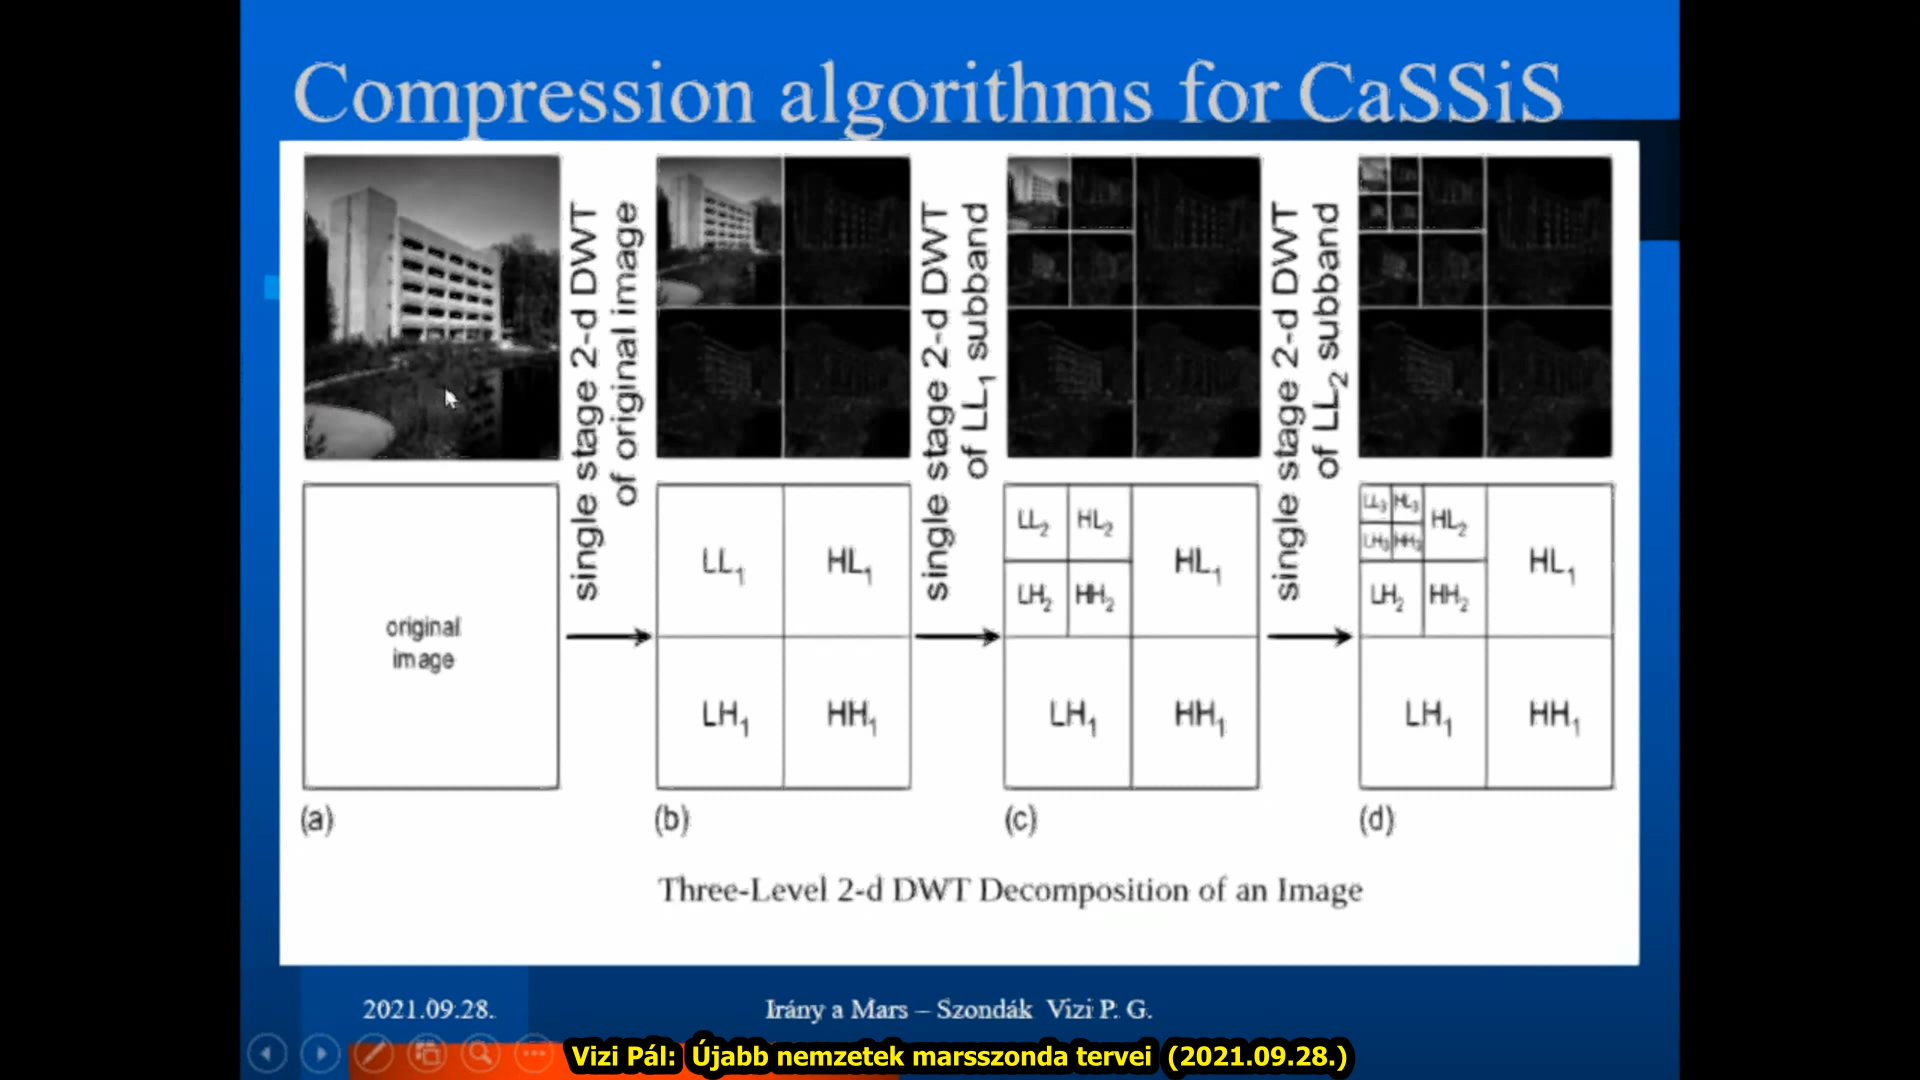 Compression algorithms for CaSSiS
single stage 2-d DWT
of original image
single stage 2-d DWT
of LL₁ subband
single stage 2-d DWT
of LL₂ subband
original
image
LL₁ HL₁
LH₁ HH₁
LL₂ HL₂
LH₂ HH₂
HL₁
LH₁ HH₁
LL₃ HL₃
LH₃ HH₃
HL₂
LH₂ HH₂
HL₁
LH₁ HH₁
(a) (b) (c) (d)
Three-Level 2-d DWT Decomposition of an Image
2021.09.28. Irány a Mars – Szondák Vizi P. G.
Vizi Pál: Újabb nemzetek marsszonda tervei (2021.09.28.)